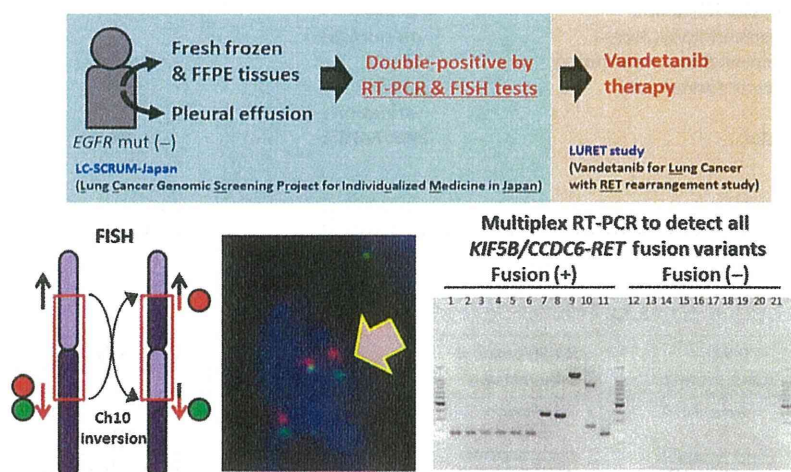 Fresh frozen
& FFPE tissues
Pleural effusion
EGFR mut (–)
Double-positive by
RT-PCR & FISH tests
Vandetanib
therapy
LC-SCRUM-Japan
(Lung Cancer Genomic Screening Project for Individualized Medicine in Japan)
LURET study
(Vandetanib for Lung Cancer
with RET rearrangement study)
FISH
Ch10
inversion
Multiplex RT-PCR to detect all
KIF5B/CCDC6-RET fusion variants
Fusion (+)
Fusion (–)
1 2 3 4 5 6 7 8 9 10 11
12 13 14 15 16 17 18 19 20 21